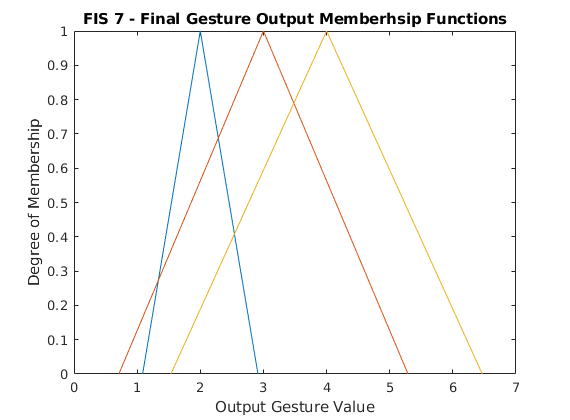 FIS 7 - Final Gesture Output Memberhsip Functions
1
0.9
0.8
0.7
0.6
0.5
0.4
0.3
0.2
0.1
0
Degree of Membership
0 1 2 3 4 5 6 7
Output Gesture Value